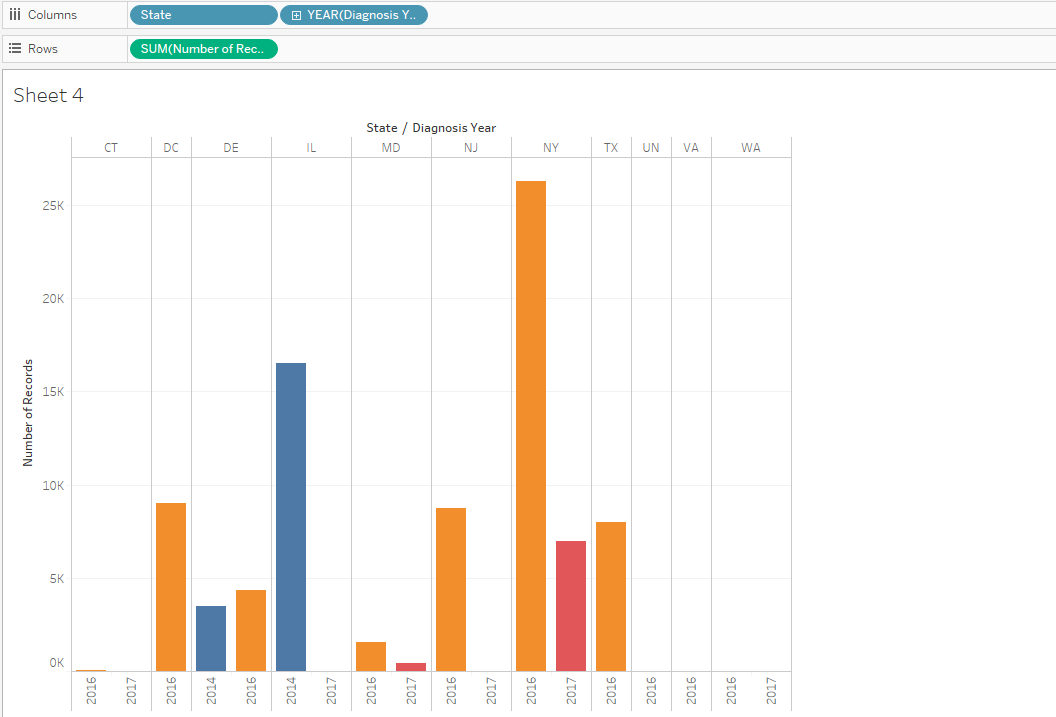 Columns State YEAR(Diagnosis Y..
Rows SUM(Number of Rec..
Sheet 4
State / Diagnosis Year
CT DC DE IL MD NJ NY TX UN VA WA
25K
20K
15K
10K
5K
0K
Number of Records
2016 2017 2016 2014 2016 2014 2017 2016 2017 2016 2017 2016 2017 2016 2016 2016 2016 2017